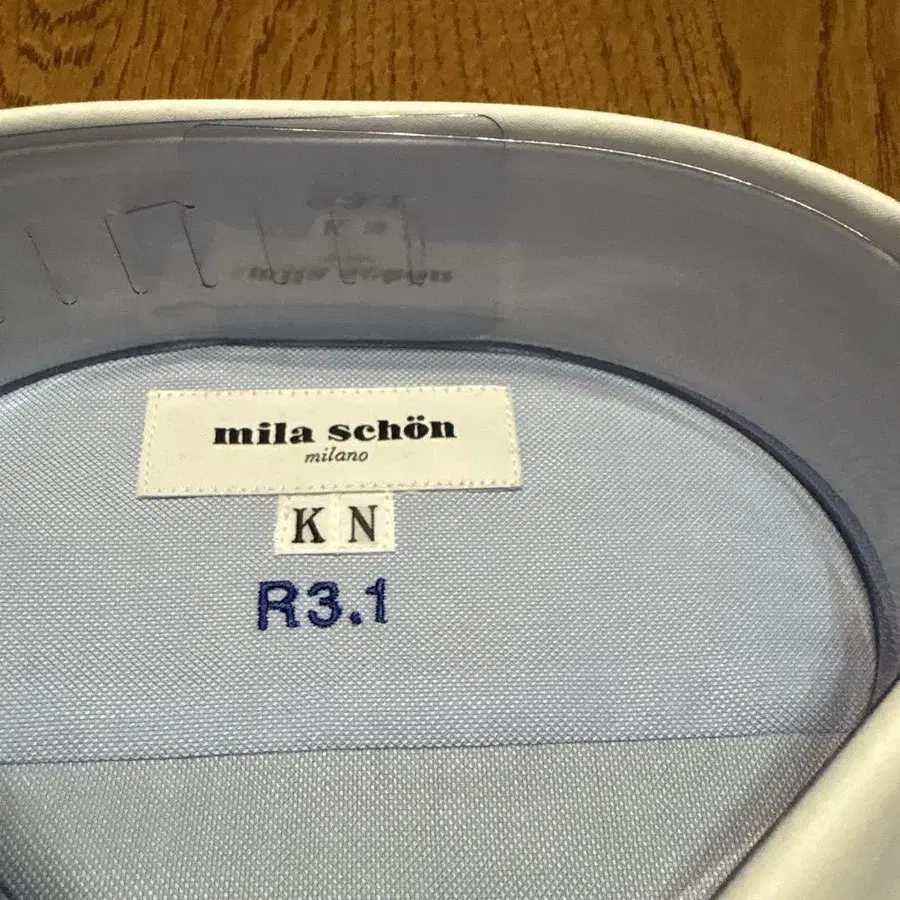 mila schön
milano
K N
R3.1